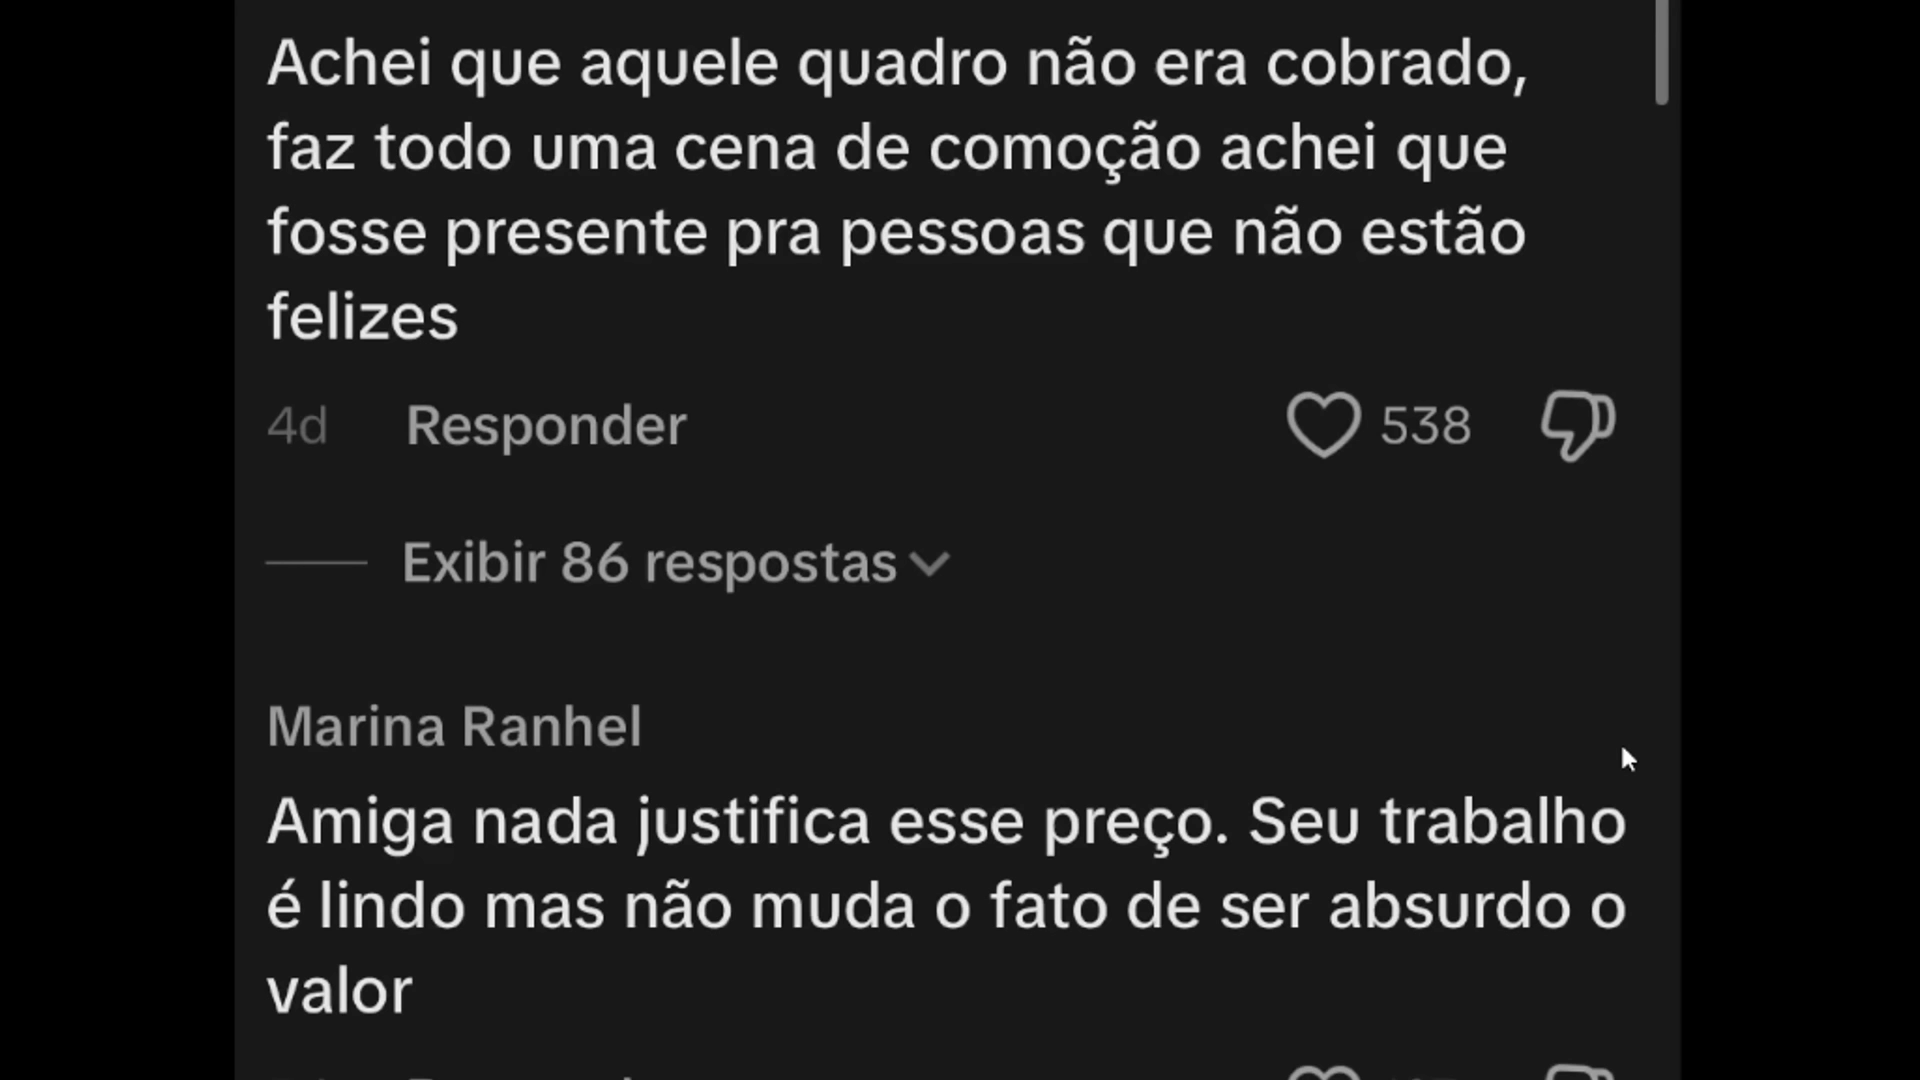 Achei que aquele quadro não era cobrado,
faz todo uma cena de comoção achei que
fosse presente pra pessoas que não estão
felizes
4d Responder 538
Exibir 86 respostas
Marina Ranhel
Amiga nada justifica esse preço. Seu trabalho
é lindo mas não muda o fato de ser absurdo o
valor